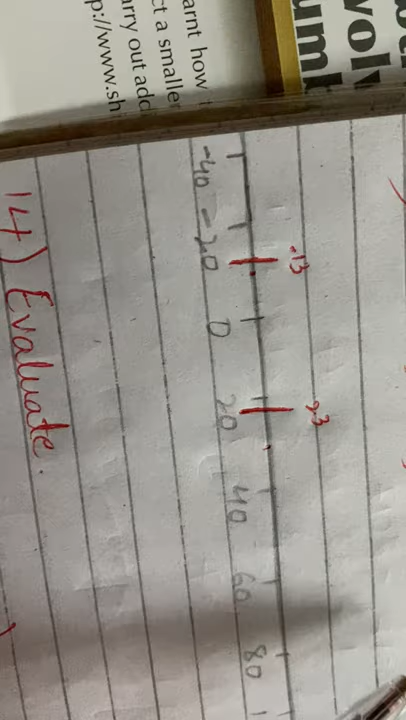 -13 23
-40 -20 0 20 40 60 80
14) Evaluate.
arnt how
ct a smaller
arry out add
p://www.sh